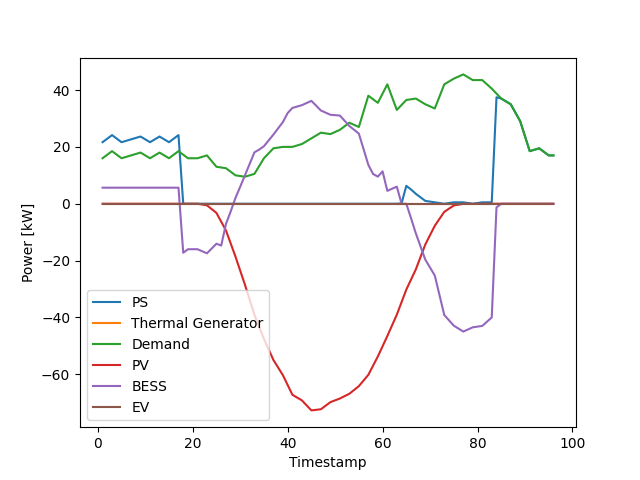 40
20
0
−20
−40
−60
Power [kW]
PS
Thermal Generator
Demand
PV
BESS
EV
0
20
40
60
80
100
Timestamp